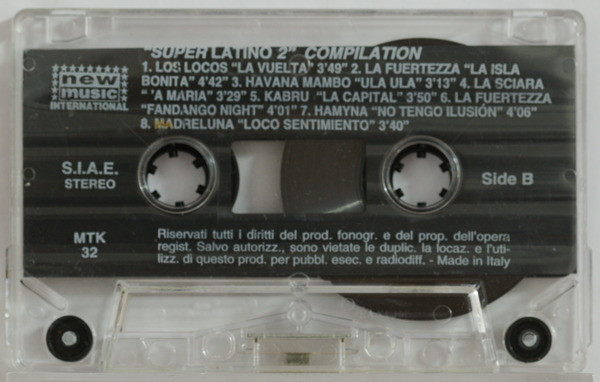 "SUPER LATINO 2" COMPILATION
1. LOS LOCOS "LA VUELTA" 3'49" 2. LA FUERTEZZA "LA ISLA
BONITA" 4'42" 3. HAVANA MAMBO "ULA ULA" 3'13" 4. LA SCIARA
"'A MARIA" 3'29" 5. KABRU "LA CAPITAL" 3'50" 6. LA FUERTEZZA
"FANDANGO NIGHT" 4'01" 7. HAMYNA "NO TENGO ILUSIÓN" 4'06"
8. MADRELUNA "LOCO SENTIMIENTO" 3'40"
new
music
INTERNATIONAL
S.I.A.E.
STEREO
Side B
MTK
32
Riservati tutti i diritti del prod. fonogr. e del prop. dell'opera
regist. Salvo autorizz., sono vietate le duplic. la locaz. e l'uti-
lizz. di questo prod. per pubbl. esec. e radiodiff. - Made in Italy